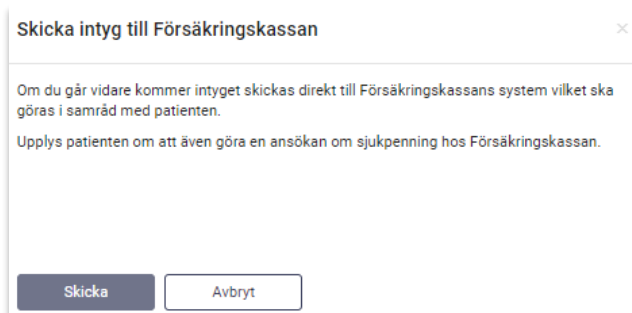 Skicka intyg till Försäkringskassan
Om du går vidare kommer intyget skickas direkt till Försäkringskassans system vilket ska
göras i samråd med patienten.
Upplys patienten om att även göra en ansökan om sjukpenning hos Försäkringskassan.
Skicka
Avbryt